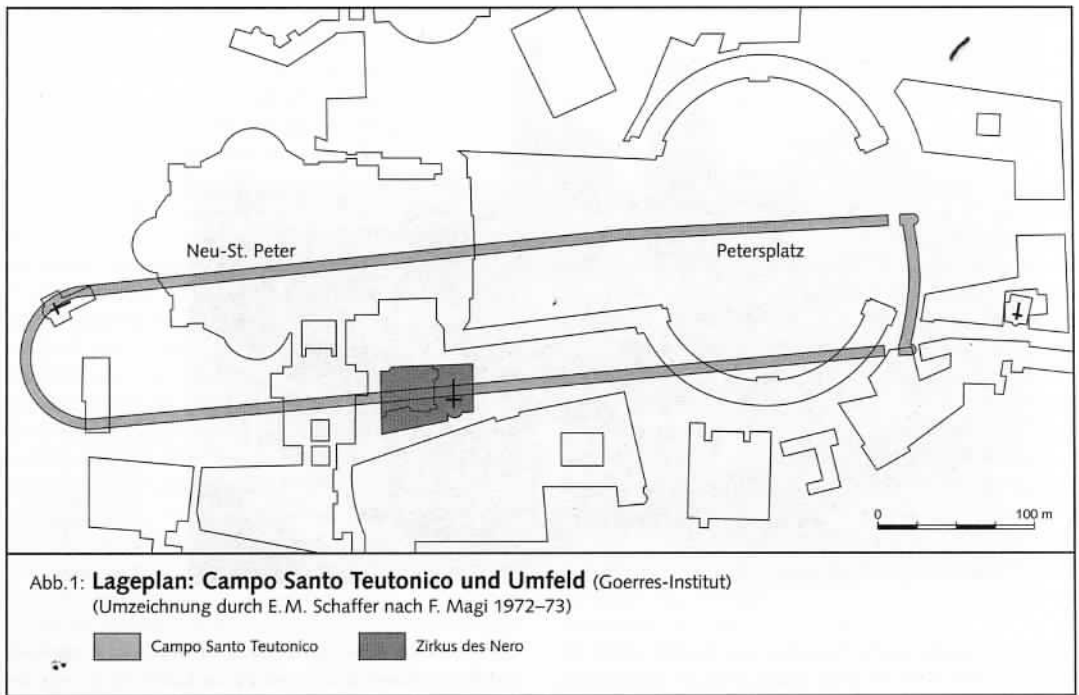 Neu-St. Peter
Petersplatz
0 100 m
Abb.1: Lageplan: Campo Santo Teutonico und Umfeld (Goerres-Institut)
(Umzeichnung durch E. M. Schaffer nach F. Magi 1972–73)
Campo Santo Teutonico Zirkus des Nero